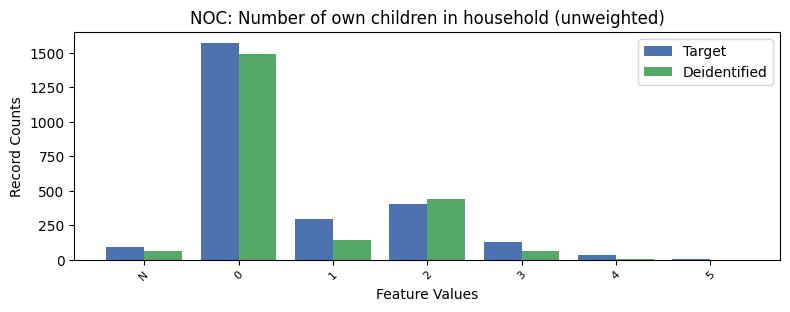 NOC: Number of own children in household (unweighted)
Target
Deidentified
Record Counts
1500
1250
1000
750
500
250
0
N 0 1 2 3 4 5
Feature Values